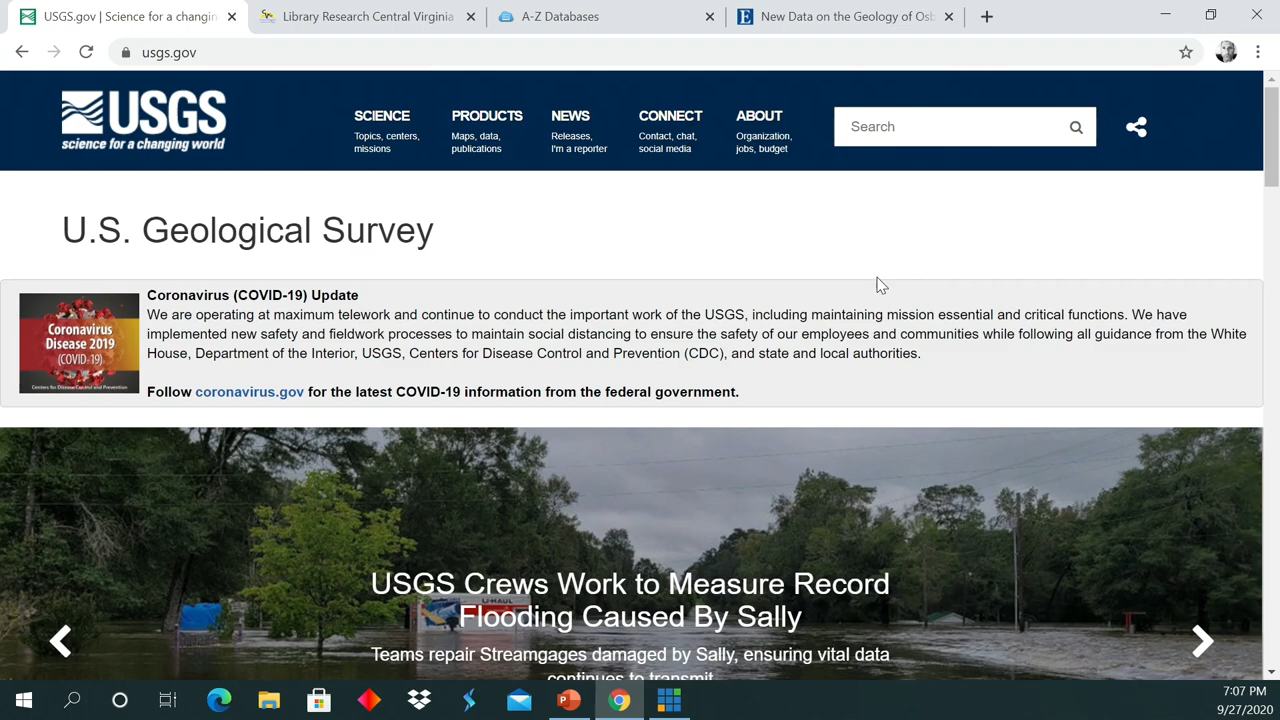 USGS.gov | Science for a changin
Library Research Central Virginia
A-Z Databases
New Data on the Geology of Osb
usgs.gov
USGS
science for a changing world
SCIENCE
Topics, centers,
missions
PRODUCTS
Maps, data,
publications
NEWS
Releases,
I'm a reporter
CONNECT
Contact, chat,
social media
ABOUT
Organization,
jobs, budget
Search
U.S. Geological Survey
Coronavirus
Disease 2019
(COVID-19)
Centers for Disease Control and Prevention
Coronavirus (COVID-19) Update
We are operating at maximum telework and continue to conduct the important work of the USGS, including maintaining mission essential and critical functions. We have
implemented new safety and fieldwork processes to maintain social distancing to ensure the safety of our employees and communities while following all guidance from the White
House, Department of the Interior, USGS, Centers for Disease Control and Prevention (CDC), and state and local authorities.
Follow coronavirus.gov for the latest COVID-19 information from the federal government.
U-HAUL
USGS Crews Work to Measure Record
Flooding Caused By Sally
Teams repair Streamgages damaged by Sally, ensuring vital data
continues to transmit
7:07 PM
9/27/2020